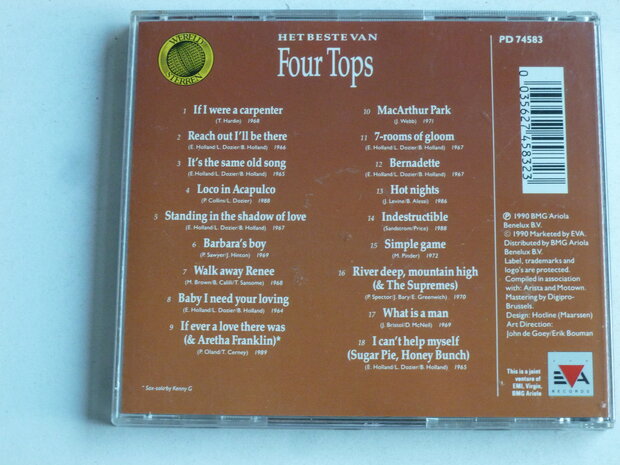 WERELD
STERREN
HET BESTE VAN
Four Tops
PD 74583
1 If I were a carpenter
(T. Hardin) 1968
2 Reach out I'll be there
(E. Holland/L. Dozier/B. Holland) 1966
3 It's the same old song
(E. Holland/L. Dozier/B. Holland) 1965
4 Loco in Acapulco
(P. Collins/L. Dozier) 1988
5 Standing in the shadow of love
(E. Holland/L. Dozier/B. Holland) 1967
6 Barbara's boy
(P. Sawyer/J. Hinton) 1969
7 Walk away Renee
(M. Brown/B. Calilli/T. Sansome) 1968
8 Baby I need your loving
(E. Holland/L. Dozier/B. Holland) 1964
9 If ever a love there was
(& Aretha Franklin)*
(P. Oland/T. Carney) 1989
* Sax-solo by Kenny G
10 MacArthur Park
(J. Webb) 1971
11 7-rooms of gloom
(E. Holland/L. Dozier/B. Holland) 1967
12 Bernadette
(E. Holland/L. Dozier/B. Holland) 1967
13 Hot nights
(J. Levine/B. Alessi) 1986
14 Indestructible
(Sandstrom/Price) 1988
15 Simple game
(M. Pinder) 1972
16 River deep, mountain high
(& The Supremes)
(P. Spector/J. Bary/E. Greenwich) 1970
17 What is a man
(J. Bristol/D. McNeil) 1969
18 I can't help myself
(Sugar Pie, Honey Bunch)
(E. Holland/L. Dozier/B. Holland) 1965
0 035627 458323
℗ 1990 BMG Ariola
Benelux B.V.
© 1990 Marketed by EVA.
Distributed by BMG Ariola
Benelux B.V.
Label, trademarks and
logo's are protected.
Compiled in association
with: Arista and Motown.
Mastering by Digipro-
Brussels.
Design: Hotline (Maarssen)
Art Direction:
John de Goey/Erik Bouman
EVA
RECORDS
This is a joint
venture of
EMI, Virgin,
BMG Ariola